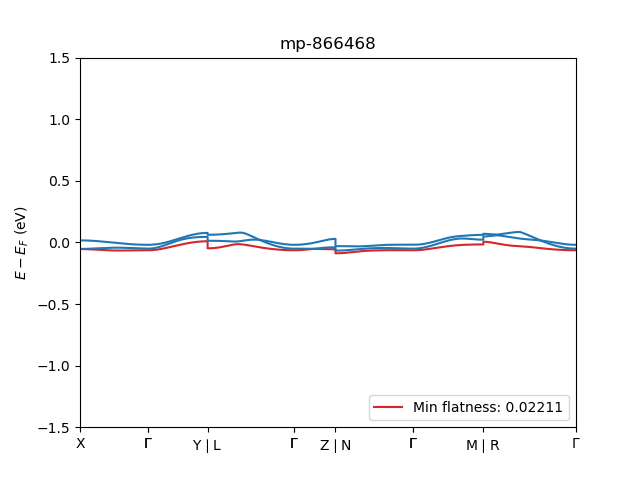 mp-866468
E − E_F (eV)
1.5
1.0
0.5
0.0
−0.5
−1.0
−1.5
Min flatness: 0.02211
X Γ Y | L Γ Z | N Γ M | R Γ